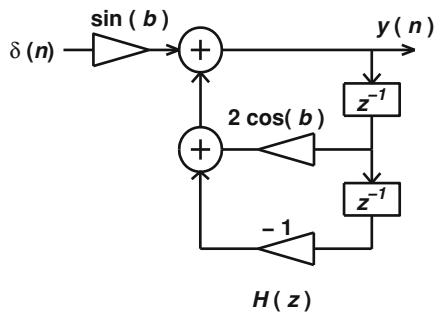 sin( b )
δ(n)
+
y( n )
z⁻¹
2 cos( b )
+
z⁻¹
− 1
H( z )